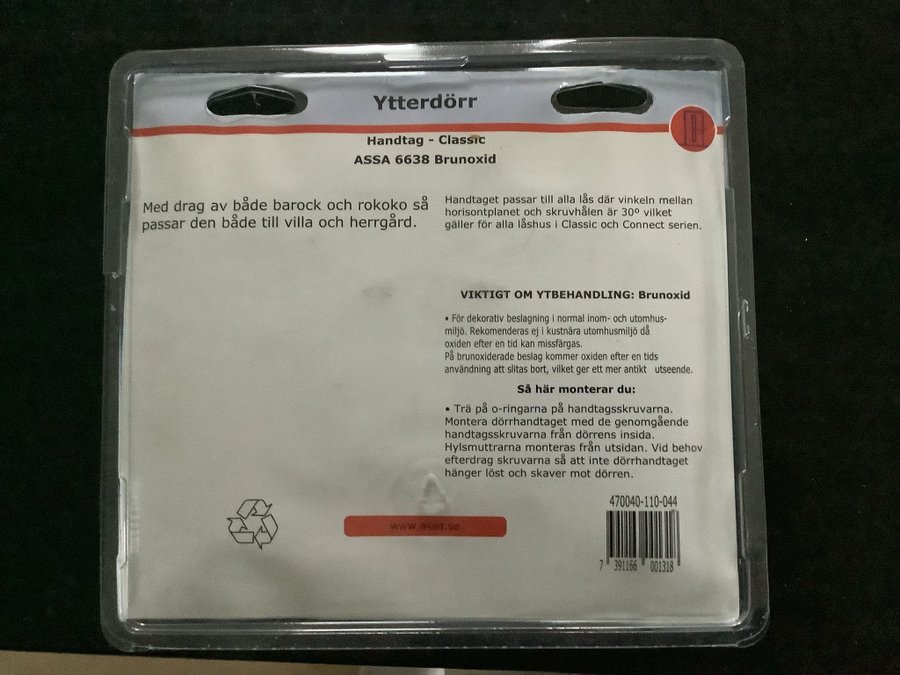 Ytterdörr
Handtag - Classic
ASSA 6638 Brunoxid
Med drag av både barock och rokoko så
passar den både till villa och herrgård.
Handtaget passar till alla lås där vinkeln mellan
horisontplanet och skruvhålen är 30º vilket
gäller för alla låshus i Classic och Connect serien.
VIKTIGT OM YTBEHANDLING: Brunoxid
• För dekorativ beslagning i normal inom- och utomhus-
miljö. Rekomenderas ej i kustnära utomhusmiljö då
oxiden efter en tid kan missfärgas.
På brunoxiderade beslag kommer oxiden efter en tids
användning att slitas bort, vilket ger ett mer antikt utseende.
Så här monterar du:
• Trä på o-ringarna på handtagsskruvarna.
Montera dörrhandtaget med de genomgående
handtagsskruvarna från dörrens insida.
Hylsmuttrarna monteras från utsidan. Vid behov
efterdrag skruvarna så att inte dörrhandtaget
hänger löst och skaver mot dörren.
www.assa.se
470040-110-044
7 391166 001318